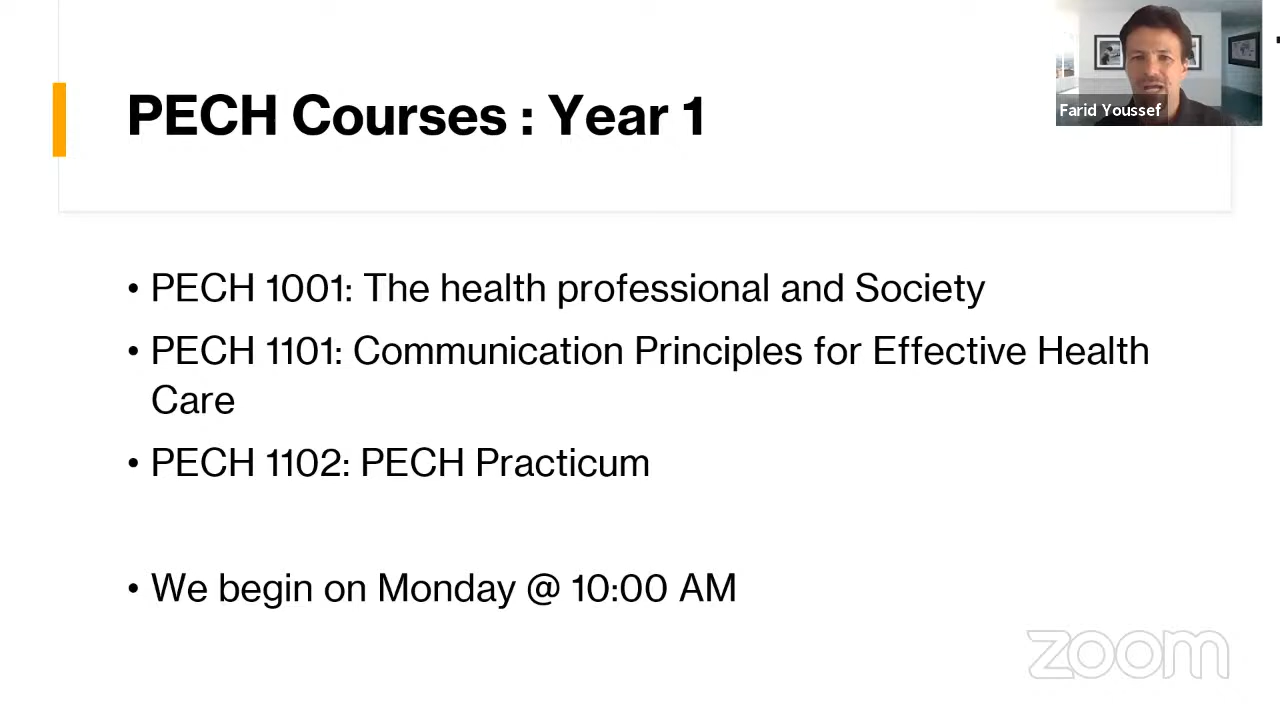 PECH Courses : Year 1
Farid Youssef
• PECH 1001: The health professional and Society
• PECH 1101: Communication Principles for Effective Health
Care
• PECH 1102: PECH Practicum
• We begin on Monday @ 10:00 AM
zoom